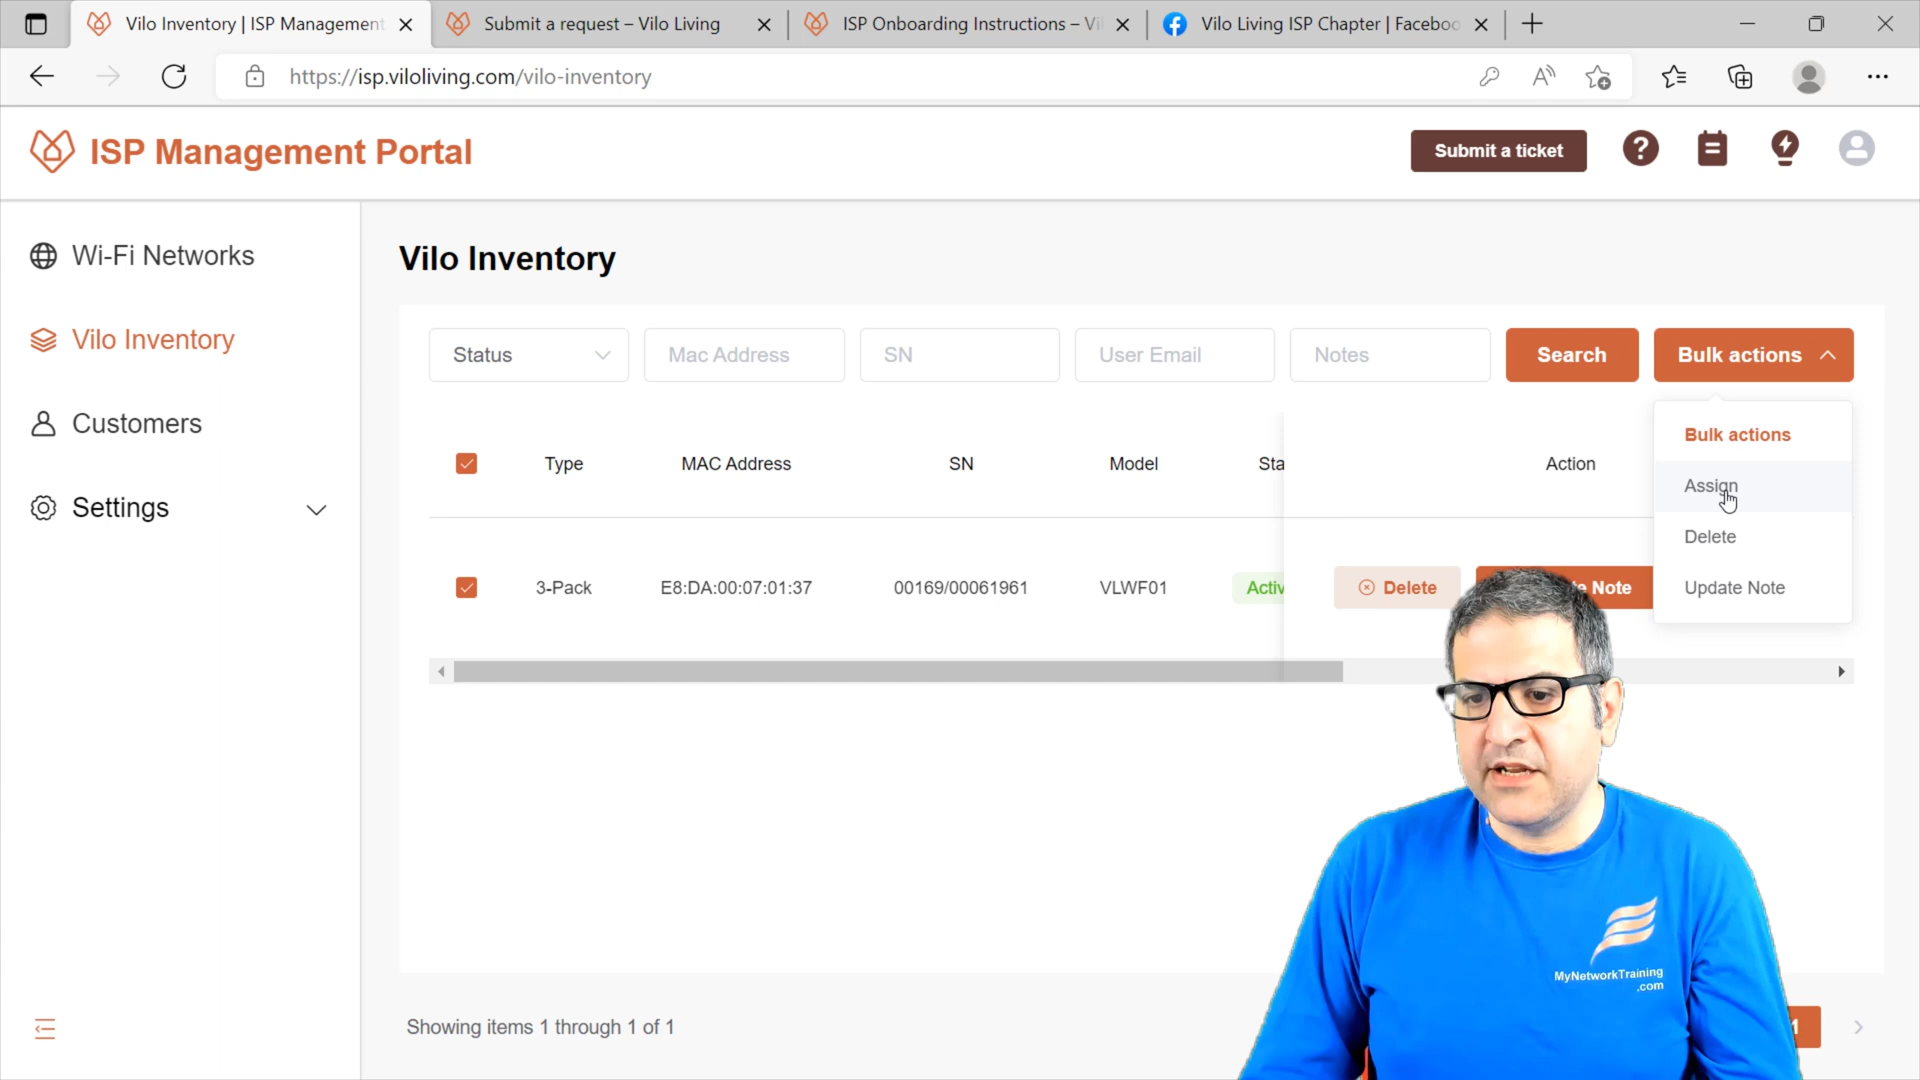 Vilo Inventory | ISP Management
Submit a request – Vilo Living
ISP Onboarding Instructions – Vi
Vilo Living ISP Chapter | Faceboo
https://isp.viloliving.com/vilo-inventory
ISP Management Portal
Submit a ticket
Wi-Fi Networks
Vilo Inventory
Customers
Settings
Vilo Inventory
Status
Mac Address
SN
User Email
Notes
Search
Bulk actions
Bulk actions
Assign
Delete
Update Note
Type
MAC Address
SN
Model
Sta
Action
3-Pack
E8:DA:00:07:01:37
00169/00061961
VLWF01
Activ
Delete
Note
MyNetworkTraining
.com
Showing items 1 through 1 of 1
1